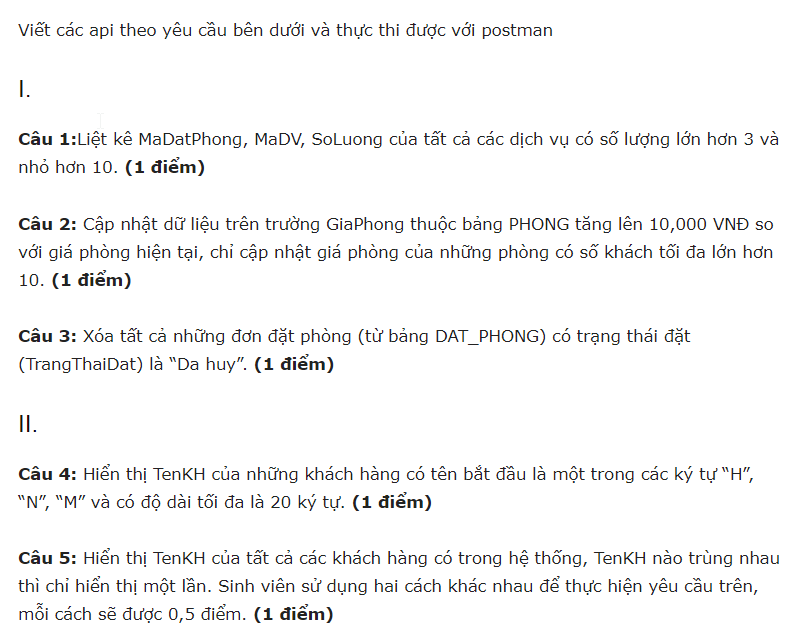 Viết các api theo yêu cầu bên dưới và thực thi được với postman
I.
Câu 1:Liệt kê MaDatPhong, MaDV, SoLuong của tất cả các dịch vụ có số lượng lớn hơn 3 và
nhỏ hơn 10. (1 điểm)
Câu 2: Cập nhật dữ liệu trên trường GiaPhong thuộc bảng PHONG tăng lên 10,000 VNĐ so
với giá phòng hiện tại, chỉ cập nhật giá phòng của những phòng có số khách tối đa lớn hơn
10. (1 điểm)
Câu 3: Xóa tất cả những đơn đặt phòng (từ bảng DAT_PHONG) có trạng thái đặt
(TrangThaiDat) là “Da huy”. (1 điểm)
II.
Câu 4: Hiển thị TenKH của những khách hàng có tên bắt đầu là một trong các ký tự “H”,
“N”, “M” và có độ dài tối đa là 20 ký tự. (1 điểm)
Câu 5: Hiển thị TenKH của tất cả các khách hàng có trong hệ thống, TenKH nào trùng nhau
thì chỉ hiển thị một lần. Sinh viên sử dụng hai cách khác nhau để thực hiện yêu cầu trên,
mỗi cách sẽ được 0,5 điểm. (1 điểm)